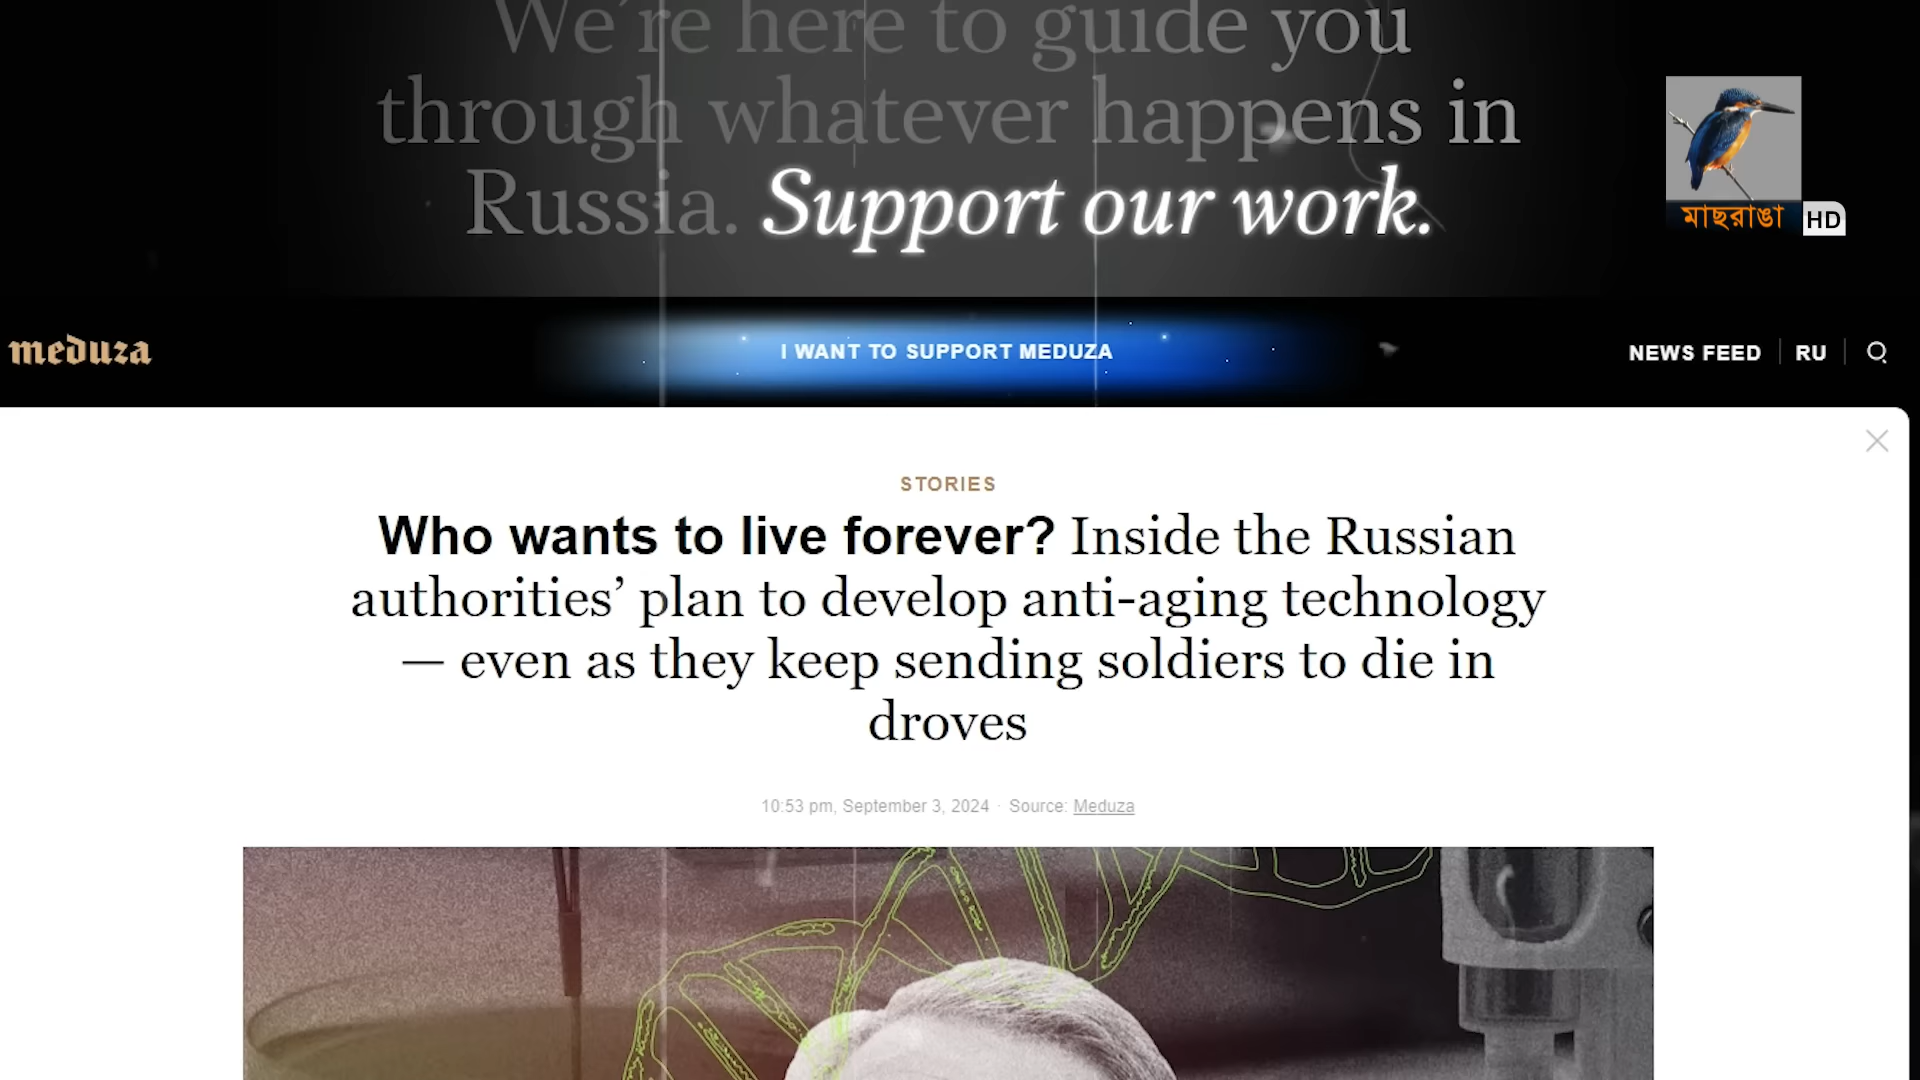 We're here to guide you
through whatever happens in
Russia. Support our work.
মাছরাঙা HD
meduza
I WANT TO SUPPORT MEDUZA
NEWS FEED
RU
STORIES
Who wants to live forever? Inside the Russian
authorities’ plan to develop anti-aging technology
— even as they keep sending soldiers to die in
droves
10:53 pm, September 3, 2024 · Source: Meduza